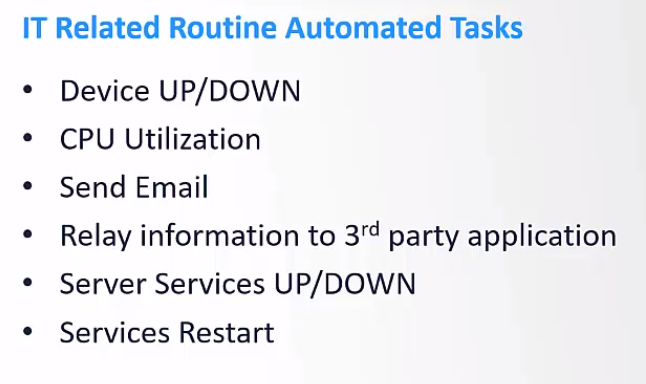 IT Related Routine Automated Tasks
• Device UP/DOWN
• CPU Utilization
• Send Email
• Relay information to 3rd party application
• Server Services UP/DOWN
• Services Restart